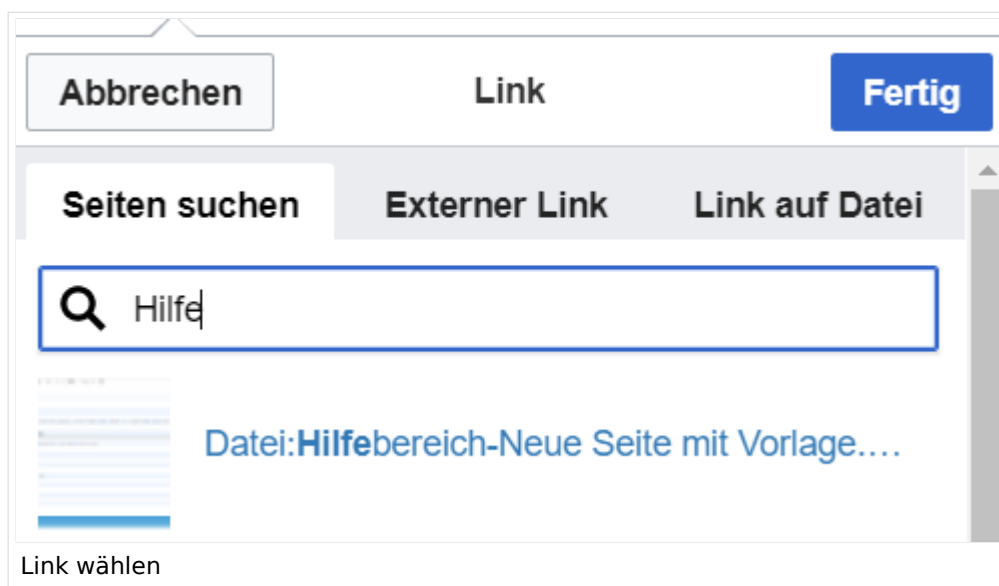 Abbrechen Link Fertig
Seiten suchen Externer Link Link auf Datei
Hilfe
Datei:Hilfebereich-Neue Seite mit Vorlage....
Link wählen